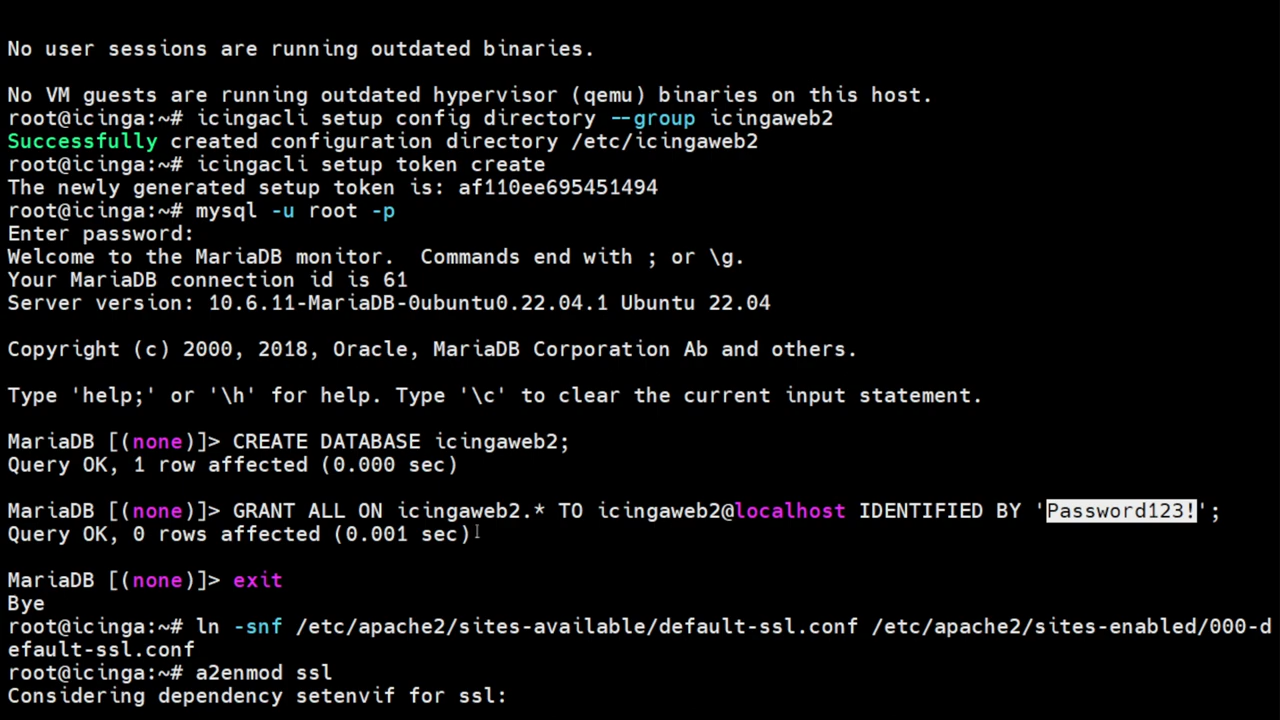 No user sessions are running outdated binaries.
No VM guests are running outdated hypervisor (qemu) binaries on this host.
root@icinga:~# icingacli setup config directory --group icingaweb2
Successfully created configuration directory /etc/icingaweb2
root@icinga:~# icingacli setup token create
The newly generated setup token is: af110ee695451494
root@icinga:~# mysql -u root -p
Enter password:
Welcome to the MariaDB monitor.  Commands end with ; or \g.
Your MariaDB connection id is 61
Server version: 10.6.11-MariaDB-0ubuntu0.22.04.1 Ubuntu 22.04
Copyright (c) 2000, 2018, Oracle, MariaDB Corporation Ab and others.
Type 'help;' or '\h' for help. Type '\c' to clear the current input statement.
MariaDB [(none)]> CREATE DATABASE icingaweb2;
Query OK, 1 row affected (0.000 sec)
MariaDB [(none)]> GRANT ALL ON icingaweb2.* TO icingaweb2@localhost IDENTIFIED BY 'Password123!';
Query OK, 0 rows affected (0.001 sec)
MariaDB [(none)]> exit
Bye
root@icinga:~# ln -snf /etc/apache2/sites-available/default-ssl.conf /etc/apache2/sites-enabled/000-d
efault-ssl.conf
root@icinga:~# a2enmod ssl
Considering dependency setenvif for ssl: